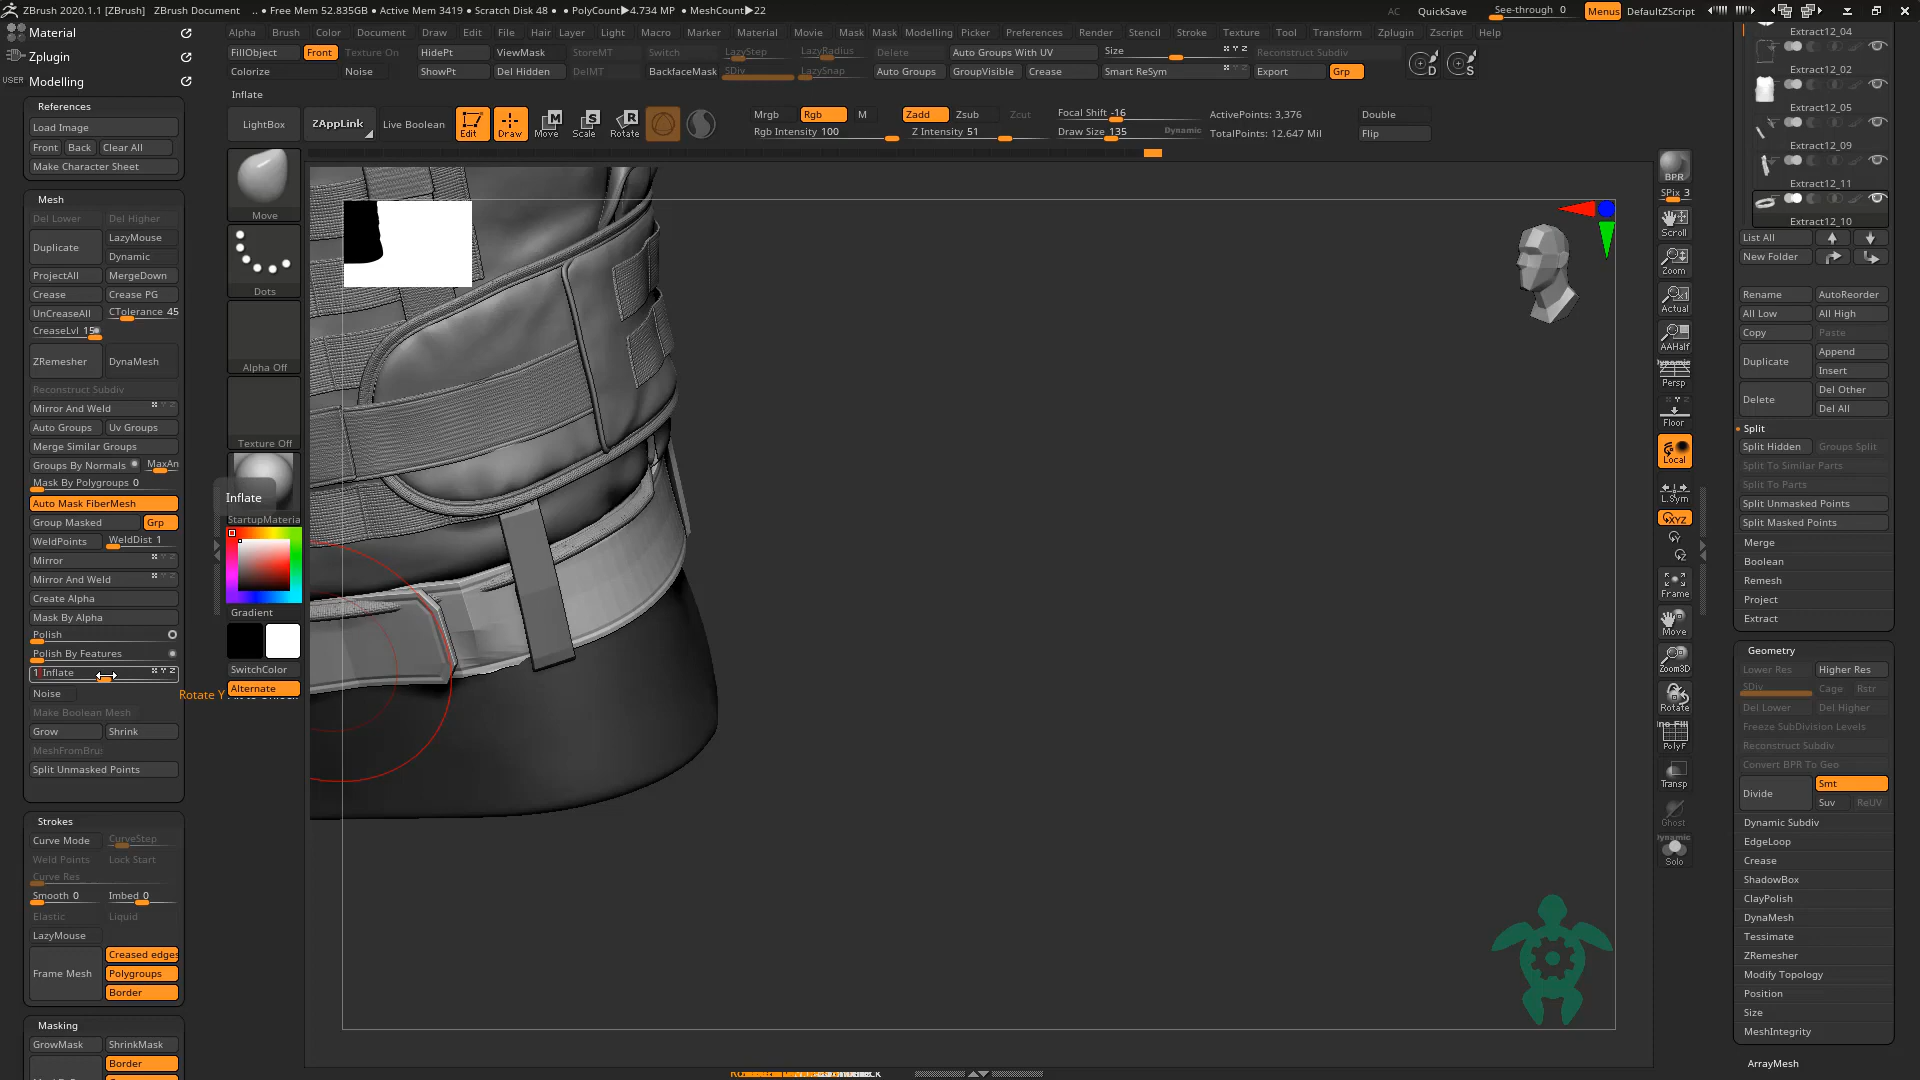 ZBrush 2020.1.1 [ZBrush] ZBrush Document .. • Free Mem 52.835GB • Active Mem 3419 • Scratch Disk 48 • • PolyCount▶4.734 MP • MeshCount▶22 AC QuickSave See-through 0 Menus DefaultZScript
Material
Zplugin
USER Modelling
Alpha Brush Color Document Draw Edit File Hair Layer Light Macro Marker Material Movie Mask Mask Modelling Picker Preferences Render Stencil Stroke Texture Tool Transform Zplugin Zscript Help
FillObject Front Texture On HidePt ViewMask StoreMT Switch LazyStep LazyRadius Delete Auto Groups With UV Size Reconstruct Subdiv
Colorize Noise ShowPt Del Hidden DelMT BackfaceMask SDiv LazySnap Auto Groups GroupVisible Crease Smart ReSym Export Grp
D S
Inflate
LightBox ZAppLink Live Boolean Edit Draw Move Scale Rotate
Mrgb Rgb M Zadd Zsub Zcut Focal Shift -16 ActivePoints: 3,376 Double
Rgb Intensity 100 Z Intensity 51 Draw Size 135 Dynamic TotalPoints: 12.647 Mil Flip
References
Load Image
Front Back Clear All
Make Character Sheet
Mesh
Del Lower Del Higher
Duplicate LazyMouse
Dynamic
ProjectAll MergeDown
Crease Crease PG
UnCreaseAll CTolerance 45
CreaseLvl 15
ZRemesher DynaMesh
Reconstruct Subdiv
Mirror And Weld
Auto Groups Uv Groups
Merge Similar Groups
Groups By Normals MaxAn
Mask By Polygroups 0
Auto Mask FiberMesh
Group Masked Grp
WeldPoints WeldDist 1
Mirror
Mirror And Weld
Create Alpha
Mask By Alpha
Polish
Polish By Features
1 Inflate
Noise
Make Boolean Mesh
Grow Shrink
MeshFromBru
Split Unmasked Points
Strokes
Curve Mode CurveStep
Weld Points Lock Start
Curve Res
Smooth 0 Imbed 0
Elastic Liquid
LazyMouse
Frame Mesh Creased edges
Polygroups
Border
Masking
GrowMask ShrinkMask
Border
Move
Dots
Alpha Off
Texture Off
Inflate
StartupMateria
Gradient
SwitchColor
Rotate Y
Alternate
BPR
SPix 3
Scroll
Zoom
Actual
AAHalf
Dynamic
Persp
Floor
Local
L.Sym
XYZ
Frame
Move
Zoom3D
Rotate
PolyF
Transp
Ghost
Dynamic
Solo
Extract12_04
Extract12_02
Extract12_05
Extract12_09
Extract12_11
Extract12_10
List All
New Folder
Rename AutoReorder
All Low All High
Copy Paste
Duplicate Append
Insert
Delete Del Other
Del All
Split
Split Hidden Groups Split
Split To Similar Parts
Split To Parts
Split Unmasked Points
Split Masked Points
Merge
Boolean
Remesh
Project
Extract
Geometry
Lower Res Higher Res
SDiv Cage Rstr
Del Lower Del Higher
Freeze SubDivision Levels
Reconstruct Subdiv
Convert BPR To Geo
Divide Smt
Suv ReUV
Dynamic Subdiv
EdgeLoop
Crease
ShadowBox
ClayPolish
DynaMesh
Tessimate
ZRemesher
Modify Topology
Position
Size
MeshIntegrity
ArrayMesh